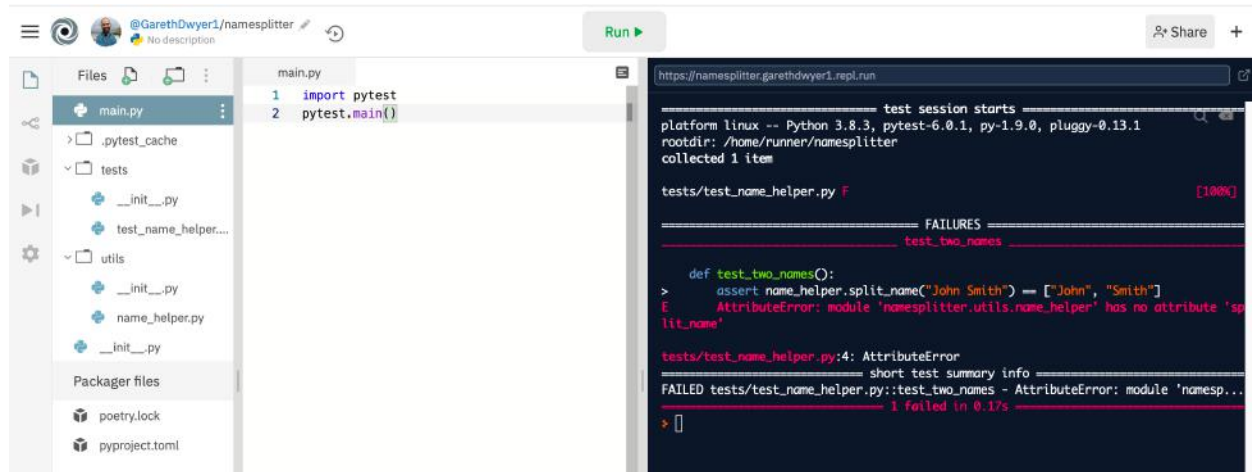 @GarethDwyer1/namesplitter
No description
Run
Share
Files
main.py
.pytest_cache
tests
__init__.py
test_name_helper....
utils
__init__.py
name_helper.py
__init__.py
Packager files
poetry.lock
pyproject.toml
main.py
1 import pytest
2 pytest.main()
https://namesplitter.garethdwyer1.repl.run
test session starts
platform linux -- Python 3.8.3, pytest-6.0.1, py-1.9.0, pluggy-0.13.1
rootdir: /home/runner/namesplitter
collected 1 item
tests/test_name_helper.py F [100%]
FAILURES
test_two_names
def test_two_names():
> assert name_helper.split_name("John Smith") == ["John", "Smith"]
E AttributeError: module 'namesplitter.utils.name_helper' has no attribute 'sp
lit_name'
tests/test_name_helper.py:4: AttributeError
short test summary info
FAILED tests/test_name_helper.py::test_two_names - AttributeError: module 'namesp...
1 failed in 0.17s